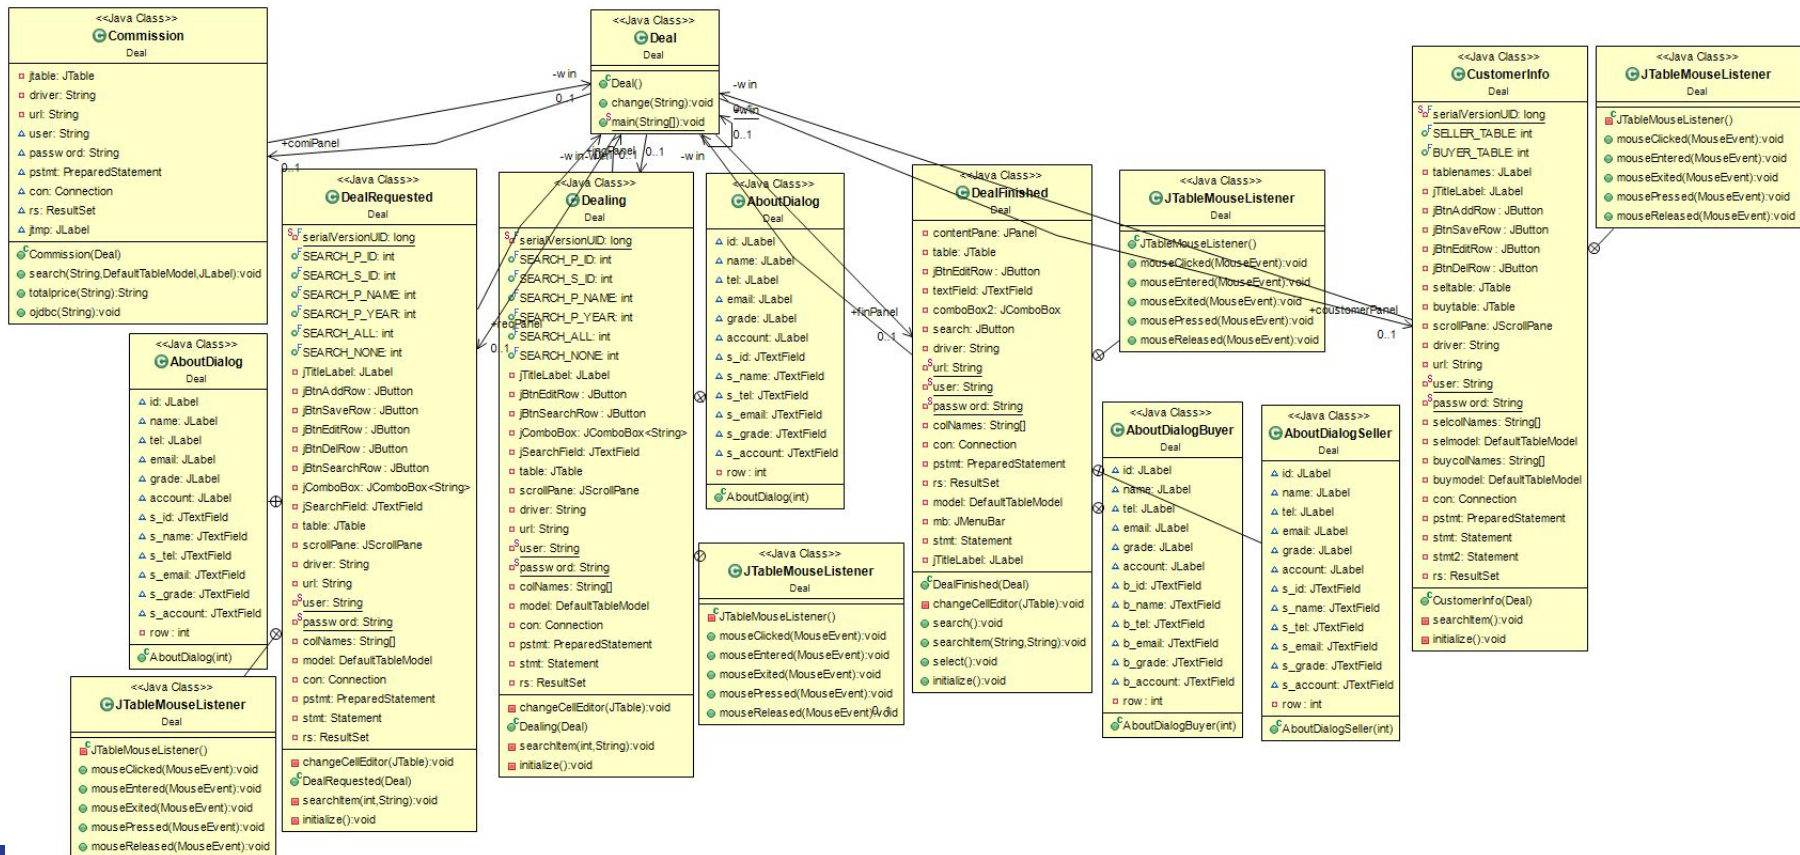 <<Java Class>>
Commission
Deal
jtable: JTable
driver: String
url: String
user: String
password: String
pstmt: PreparedStatement
con: Connection
rs: ResultSet
jtmp: JLabel
Commission(Deal)
search(String,DefaultTableModel,JLabel):void
totalprice(String):String
ojdbc(String):void
<<Java Class>>
Deal
Deal
Deal()
change(String):void
main(String[]):void
-win
0..1
-win
-win
0..1
+comiPanel
0..1
-win
0..1
0..1
-win
<<Java Class>>
DealRequested
Deal
serialVersionUID: long
SEARCH_P_ID: int
SEARCH_S_ID: int
SEARCH_P_NAME: int
SEARCH_P_YEAR: int
SEARCH_ALL: int
SEARCH_NONE: int
jTitleLabel: JLabel
jBtnAddRow: JButton
jBtnSaveRow: JButton
jBtnEditRow: JButton
jBtnDelRow: JButton
jBtnSearchRow: JButton
jComboBox: JComboBox<String>
jSearchField: JTextField
table: JTable
scrollPane: JScrollPane
driver: String
url: String
user: String
password: String
colNames: String[]
model: DefaultTableModel
con: Connection
pstmt: PreparedStatement
stmt: Statement
rs: ResultSet
changeCellEditor(JTable):void
DealRequested(Deal)
searchItem(int,String):void
initialize():void
+reqPanel
0..1
<<Java Class>>
AboutDialog
Deal
id: JLabel
name: JLabel
tel: JLabel
email: JLabel
grade: JLabel
account: JLabel
s_id: JTextField
s_name: JTextField
s_tel: JTextField
s_email: JTextField
s_grade: JTextField
s_account: JTextField
row: int
AboutDialog(int)
<<Java Class>>
JTableMouseListener
Deal
JTableMouseListener()
mouseClicked(MouseEvent):void
mouseEntered(MouseEvent):void
mouseExited(MouseEvent):void
mousePressed(MouseEvent):void
mouseReleased(MouseEvent):void
<<Java Class>>
Dealing
Deal
serialVersionUID: long
SEARCH_P_ID: int
SEARCH_S_ID: int
SEARCH_P_NAME: int
SEARCH_P_YEAR: int
SEARCH_ALL: int
SEARCH_NONE: int
jTitleLabel: JLabel
jBtnEditRow: JButton
jBtnSearchRow: JButton
jComboBox: JComboBox<String>
jSearchField: JTextField
table: JTable
scrollPane: JScrollPane
driver: String
url: String
user: String
password: String
colNames: String[]
model: DefaultTableModel
con: Connection
pstmt: PreparedStatement
stmt: Statement
rs: ResultSet
changeCellEditor(JTable):void
Dealing(Deal)
searchItem(int,String):void
initialize():void
<<Java Class>>
AboutDialog
Deal
id: JLabel
name: JLabel
tel: JLabel
email: JLabel
grade: JLabel
account: JLabel
s_id: JTextField
s_name: JTextField
s_tel: JTextField
s_email: JTextField
s_grade: JTextField
s_account: JTextField
row: int
AboutDialog(int)
<<Java Class>>
JTableMouseListener
Deal
JTableMouseListener()
mouseClicked(MouseEvent):void
mouseEntered(MouseEvent):void
mouseExited(MouseEvent):void
mousePressed(MouseEvent):void
mouseReleased(MouseEvent):void
0..1
+finPanel
0..1
<<Java Class>>
DealFinished
Deal
contentPane: JPanel
table: JTable
jBtnEditRow: JButton
textField: JTextField
comboBox2: JComboBox
search: JButton
driver: String
url: String
user: String
password: String
colNames: String[]
con: Connection
pstmt: PreparedStatement
rs: ResultSet
model: DefaultTableModel
mb: JMenuBar
stmt: Statement
jTitleLabel: JLabel
DealFinished(Deal)
changeCellEditor(JTable):void
search():void
searchItem(String,String):void
select():void
initialize():void
<<Java Class>>
JTableMouseListener
Deal
JTableMouseListener()
mouseClicked(MouseEvent):void
mouseEntered(MouseEvent):void
mouseExited(MouseEvent):void
mousePressed(MouseEvent):void
mouseReleased(MouseEvent):void
<<Java Class>>
AboutDialogBuyer
Deal
id: JLabel
name: JLabel
tel: JLabel
email: JLabel
grade: JLabel
account: JLabel
b_id: JTextField
b_name: JTextField
b_tel: JTextField
b_email: JTextField
b_grade: JTextField
b_account: JTextField
row: int
AboutDialogBuyer(int)
<<Java Class>>
AboutDialogSeller
Deal
id: JLabel
name: JLabel
tel: JLabel
email: JLabel
grade: JLabel
account: JLabel
s_id: JTextField
s_name: JTextField
s_tel: JTextField
s_email: JTextField
s_grade: JTextField
s_account: JTextField
row: int
AboutDialogSeller(int)
+coustomerPanel
0..1
<<Java Class>>
CustomerInfo
Deal
serialVersionUID: long
SELLER_TABLE: int
BUYER_TABLE: int
tablenames: JLabel
jTitleLabel: JLabel
jBtnAddRow: JButton
jBtnSaveRow: JButton
jBtnEditRow: JButton
jBtnDelRow: JButton
seltable: JTable
buytable: JTable
scrollPane: JScrollPane
driver: String
url: String
user: String
password: String
selcolNames: String[]
selmodel: DefaultTableModel
buycolNames: String[]
buymodel: DefaultTableModel
con: Connection
pstmt: PreparedStatement
stmt: Statement
stmt2: Statement
rs: ResultSet
CustomerInfo(Deal)
searchItem():void
initialize():void
<<Java Class>>
JTableMouseListener
Deal
JTableMouseListener()
mouseClicked(MouseEvent):void
mouseEntered(MouseEvent):void
mouseExited(MouseEvent):void
mousePressed(MouseEvent):void
mouseReleased(MouseEvent):void